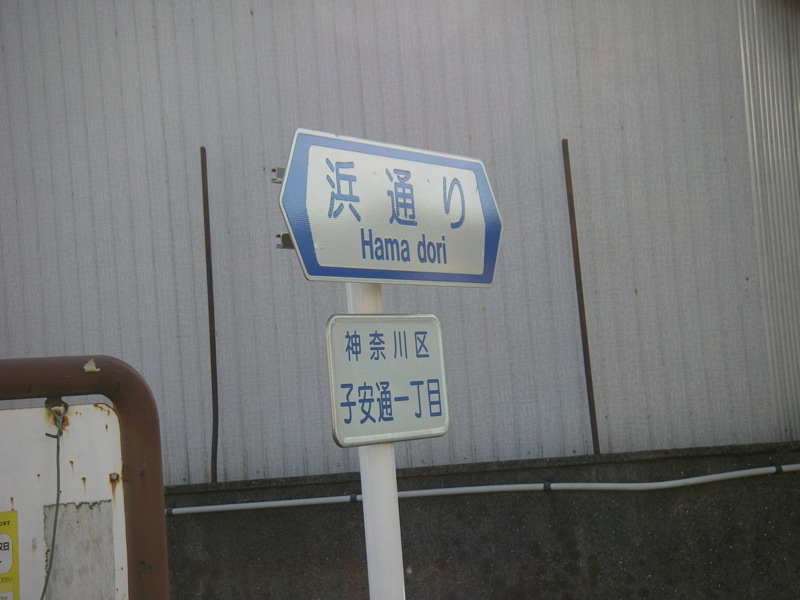 浜通り
Hama dori
神奈川区
子安通一丁目